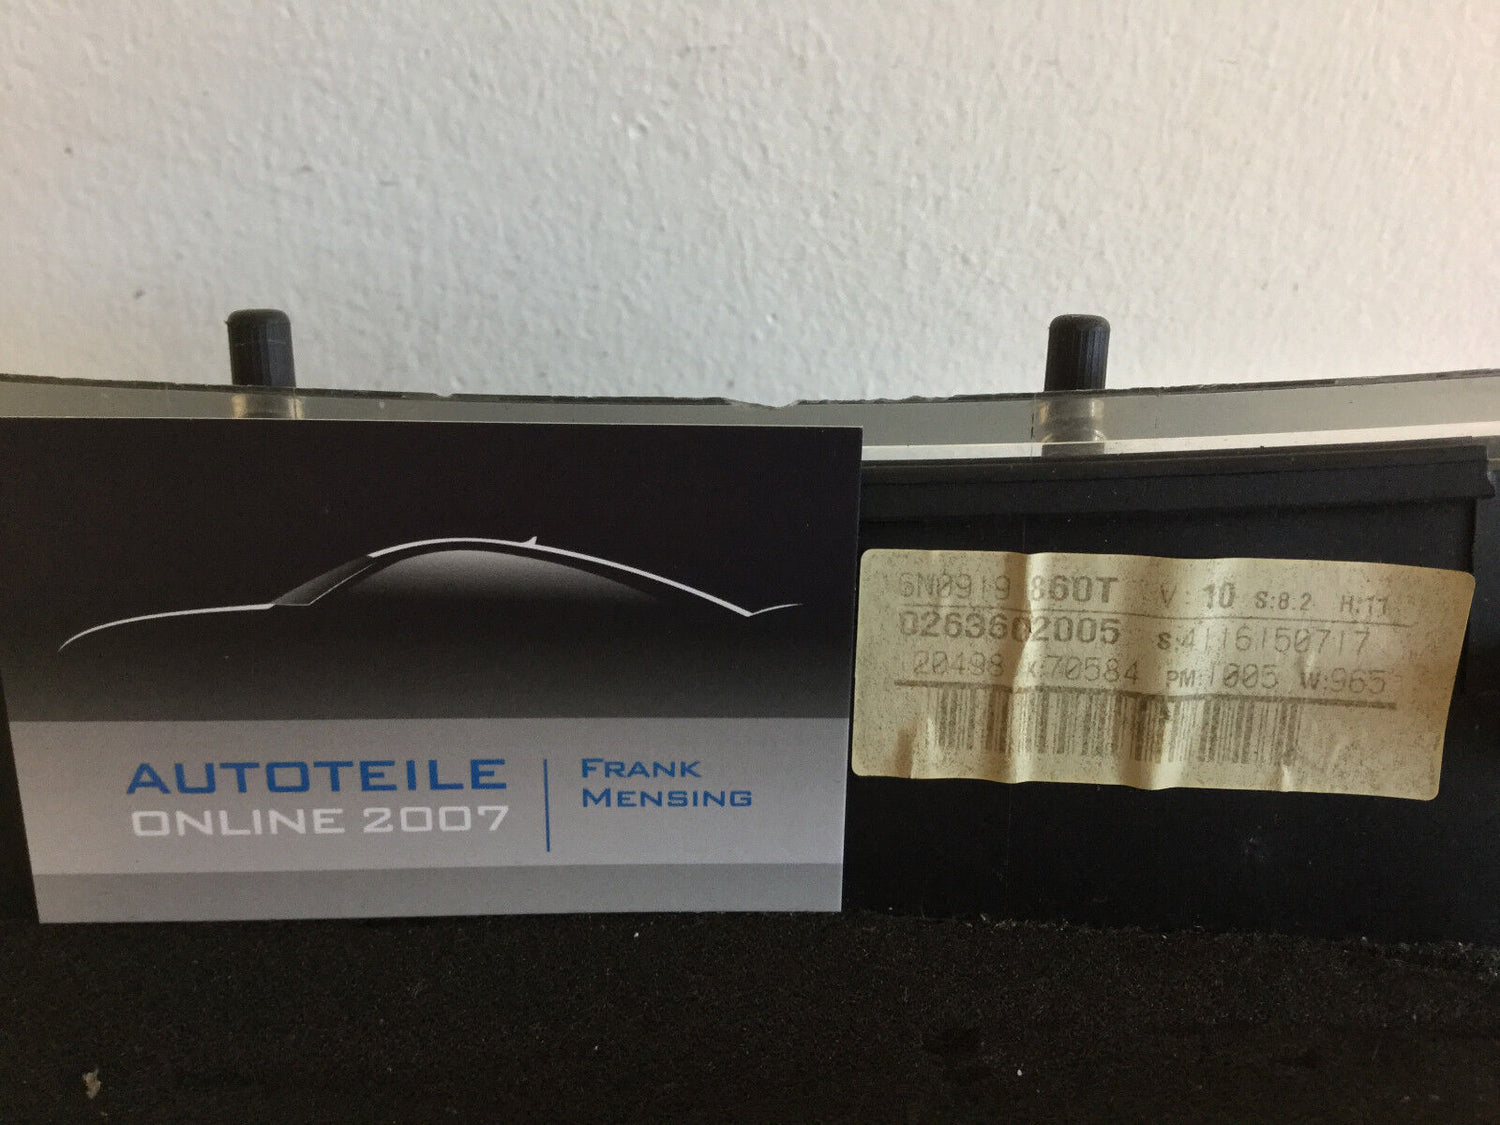 AUTOTEILE
ONLINE 2007
FRANK
MENSING
6N0919 860T V 10 S:8.2 H:11
0263602005 S:4116150717
20498 K70584 PM:1005 W:965